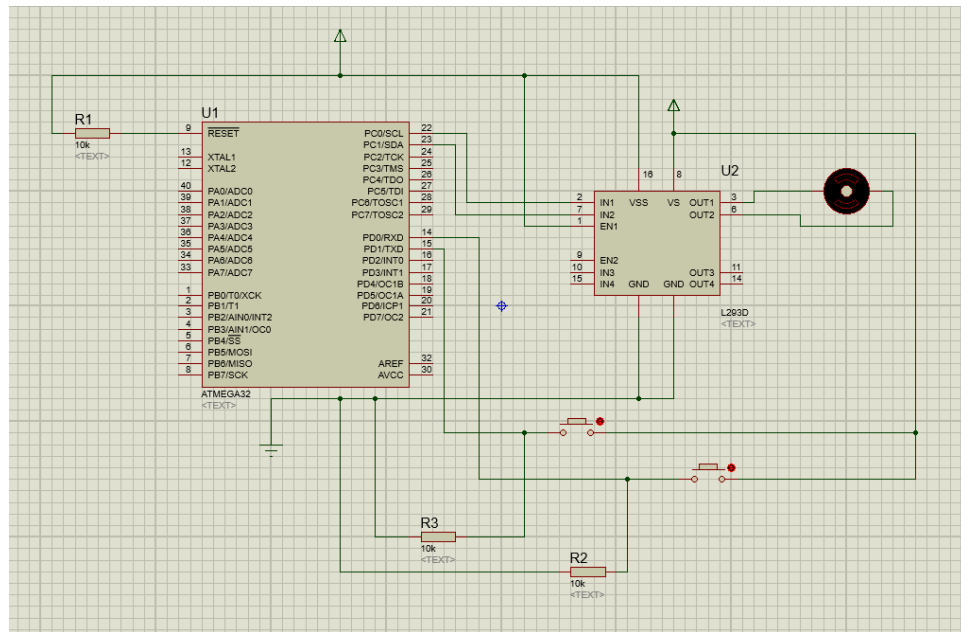 R1
10k
<TEXT>
U1
9 RESET
13 XTAL1
12 XTAL2
40 PA0/ADC0
39 PA1/ADC1
38 PA2/ADC2
37 PA3/ADC3
36 PA4/ADC4
35 PA5/ADC5
34 PA6/ADC6
33 PA7/ADC7
1 PB0/T0/XCK
2 PB1/T1
3 PB2/AIN0/INT2
4 PB3/AIN1/OC0
5 PB4/SS
6 PB5/MOSI
7 PB6/MISO
8 PB7/SCK
PC0/SCL 22
PC1/SDA 23
PC2/TCK 24
PC3/TMS 25
PC4/TDO 26
PC5/TDI 27
PC6/TOSC1 28
PC7/TOSC2 29
PD0/RXD 14
PD1/TXD 15
PD2/INT0 16
PD3/INT1 17
PD4/OC1B 18
PD5/OC1A 19
PD6/ICP1 20
PD7/OC2 21
AREF 32
AVCC 30
ATMEGA32
<TEXT>
U2
16 8
2 IN1 VSS VS OUT1 3
7 IN2 OUT2 6
1 EN1
9 EN2
10 IN3 OUT3 11
15 IN4 OUT4 14
GND GND
L293D
<TEXT>
R3
10k
<TEXT>
R2
10k
<TEXT>